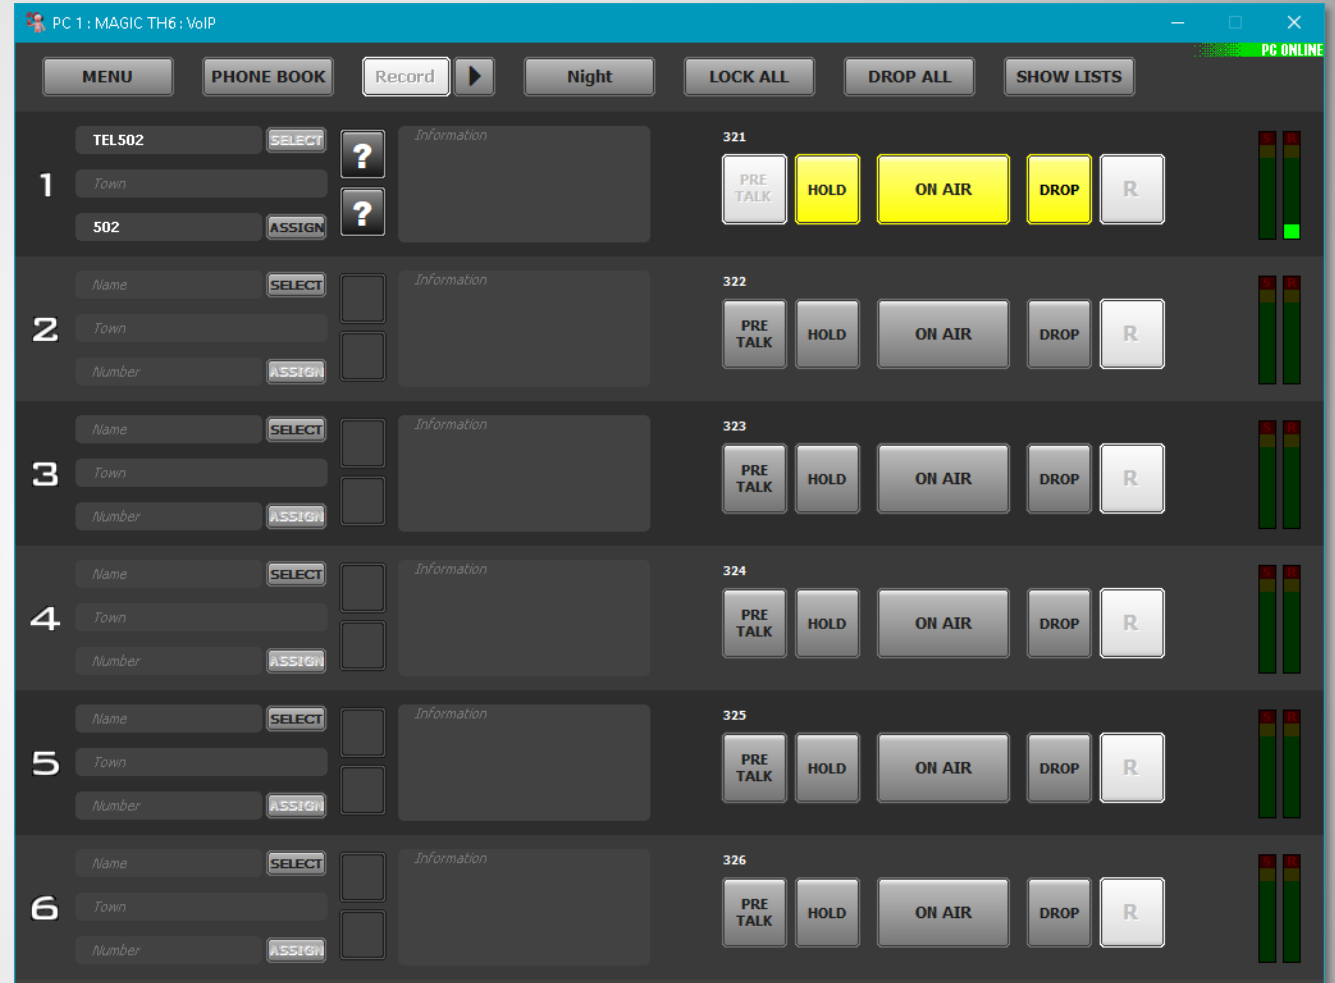 PC 1 : MAGIC TH6 : VoIP
PC ONLINE
MENU PHONE BOOK Record Night LOCK ALL DROP ALL SHOW LISTS
1
TEL502 SELECT
Town
502 ASSIGN
?
?
Information
321
PRE TALK HOLD ON AIR DROP R
S R
2
Name SELECT
Town
Number ASSIGN
Information
322
PRE TALK HOLD ON AIR DROP R
S R
3
Name SELECT
Town
Number ASSIGN
Information
323
PRE TALK HOLD ON AIR DROP R
S R
4
Name SELECT
Town
Number ASSIGN
Information
324
PRE TALK HOLD ON AIR DROP R
S R
5
Name SELECT
Town
Number ASSIGN
Information
325
PRE TALK HOLD ON AIR DROP R
S R
6
Name SELECT
Town
Number ASSIGN
Information
326
PRE TALK HOLD ON AIR DROP R
S R